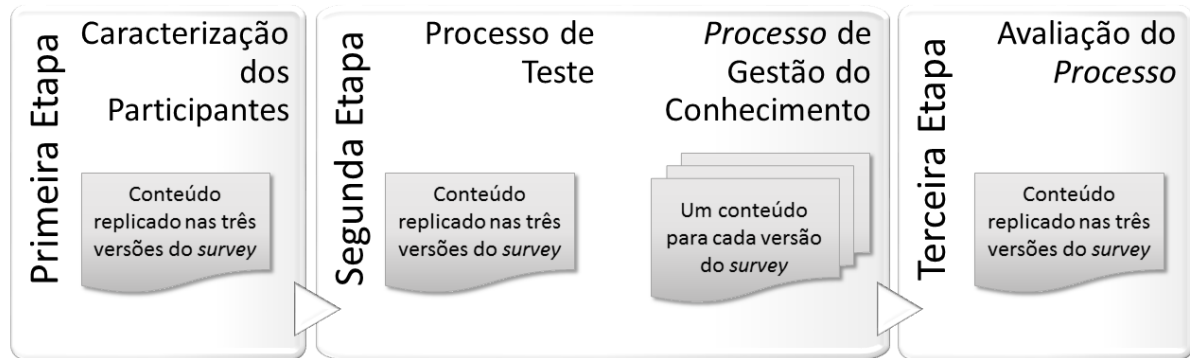 Primeira Etapa
Caracterização
dos
Participantes
Conteúdo
replicado nas três
versões do survey
Segunda Etapa
Processo de
Teste
Conteúdo
replicado nas três
versões do survey
Processo de
Gestão do
Conhecimento
Um conteúdo
para cada versão
do survey
Terceira Etapa
Avaliação do
Processo
Conteúdo
replicado nas três
versões do survey